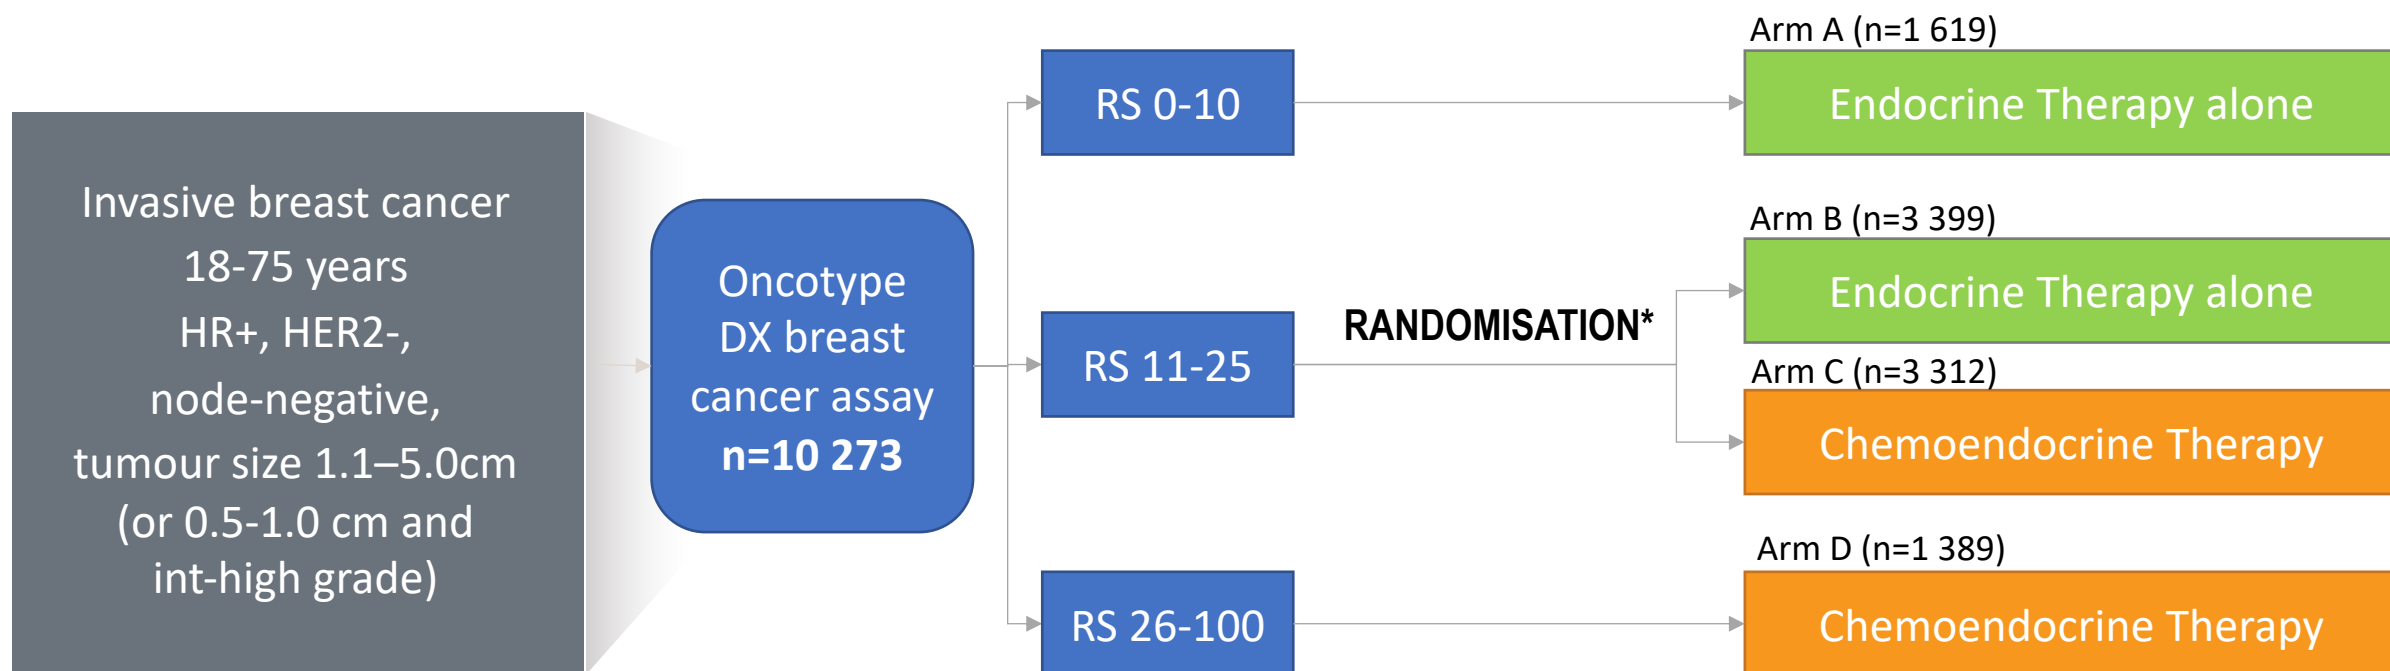 Invasive breast cancer
18-75 years
HR+, HER2-,
node-negative,
tumour size 1.1–5.0cm
(or 0.5-1.0 cm and
int-high grade)
Oncotype
DX breast
cancer assay
n=10 273
RS 0-10
RS 11-25
RS 26-100
RANDOMISATION*
Arm A (n=1 619)
Endocrine Therapy alone
Arm B (n=3 399)
Endocrine Therapy alone
Arm C (n=3 312)
Chemoendocrine Therapy
Arm D (n=1 389)
Chemoendocrine Therapy